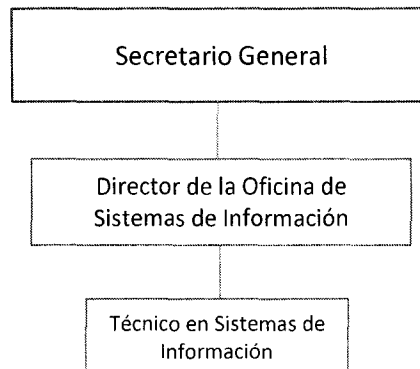 Secretario General
Director de la Oficina de
Sistemas de Información
Técnico en Sistemas de
Información